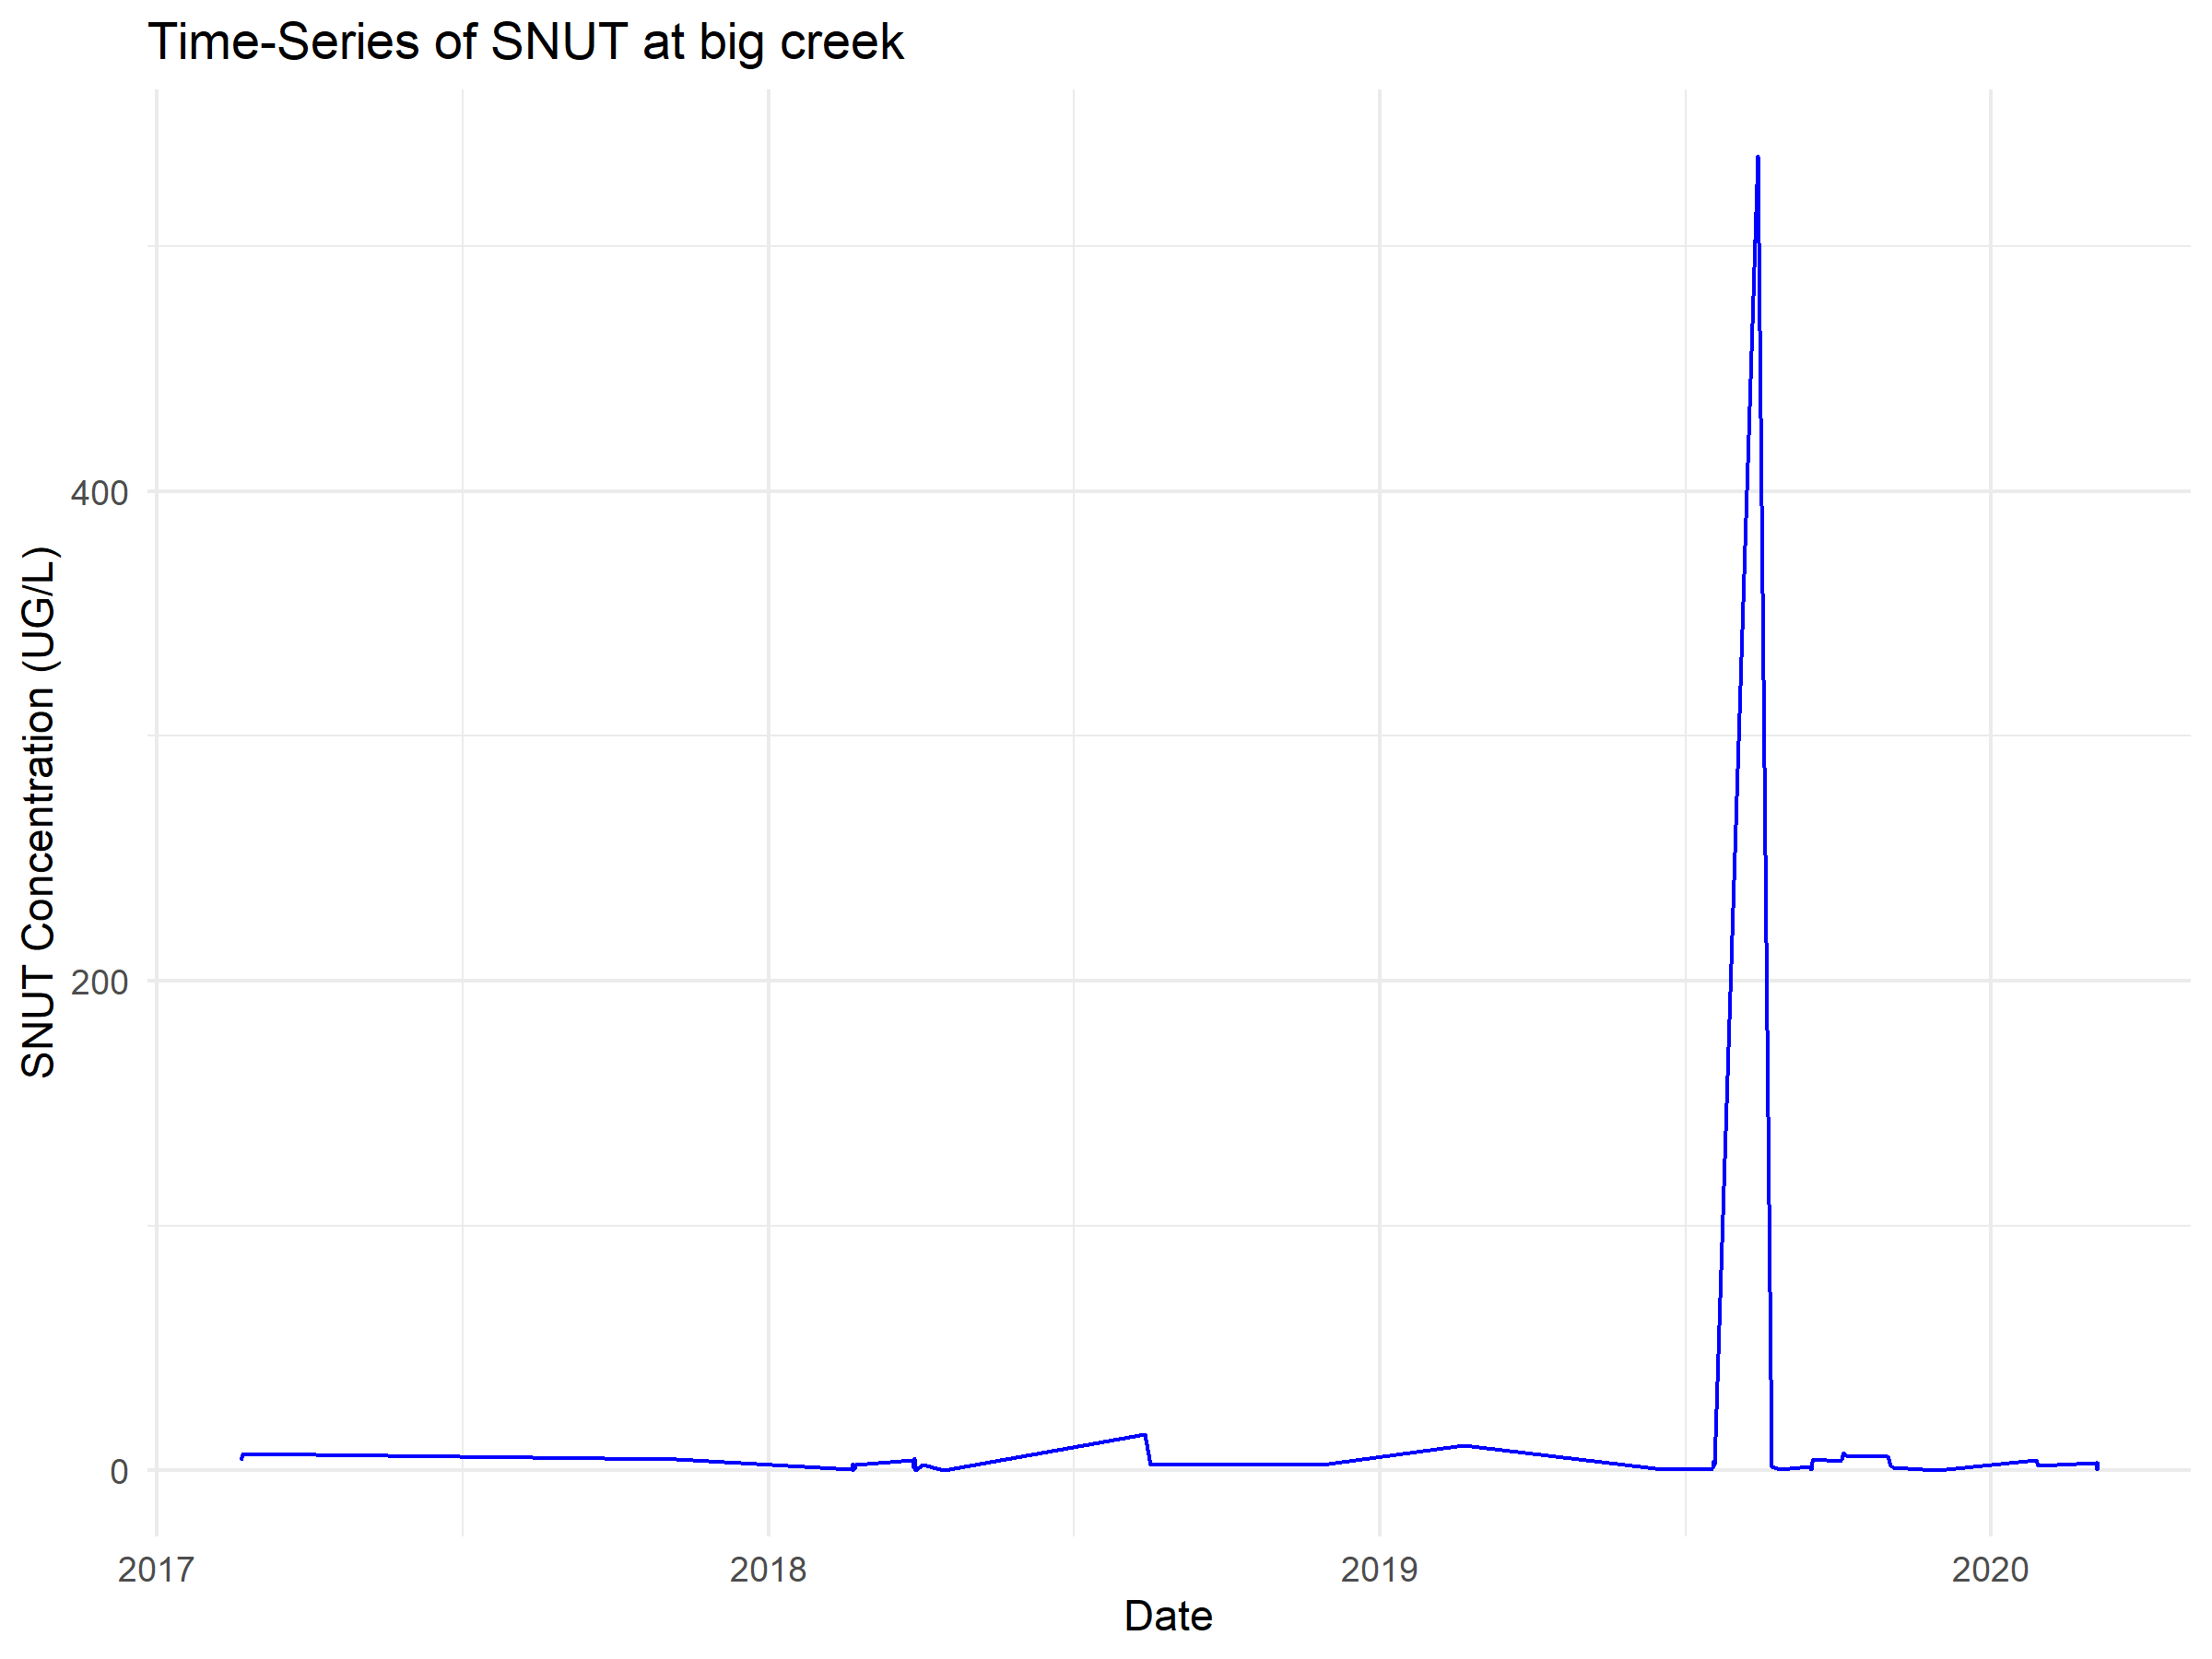 Time-Series of SNUT at big creek
SNUT Concentration (UG/L)
400
200
0
2017
2018
2019
2020
Date